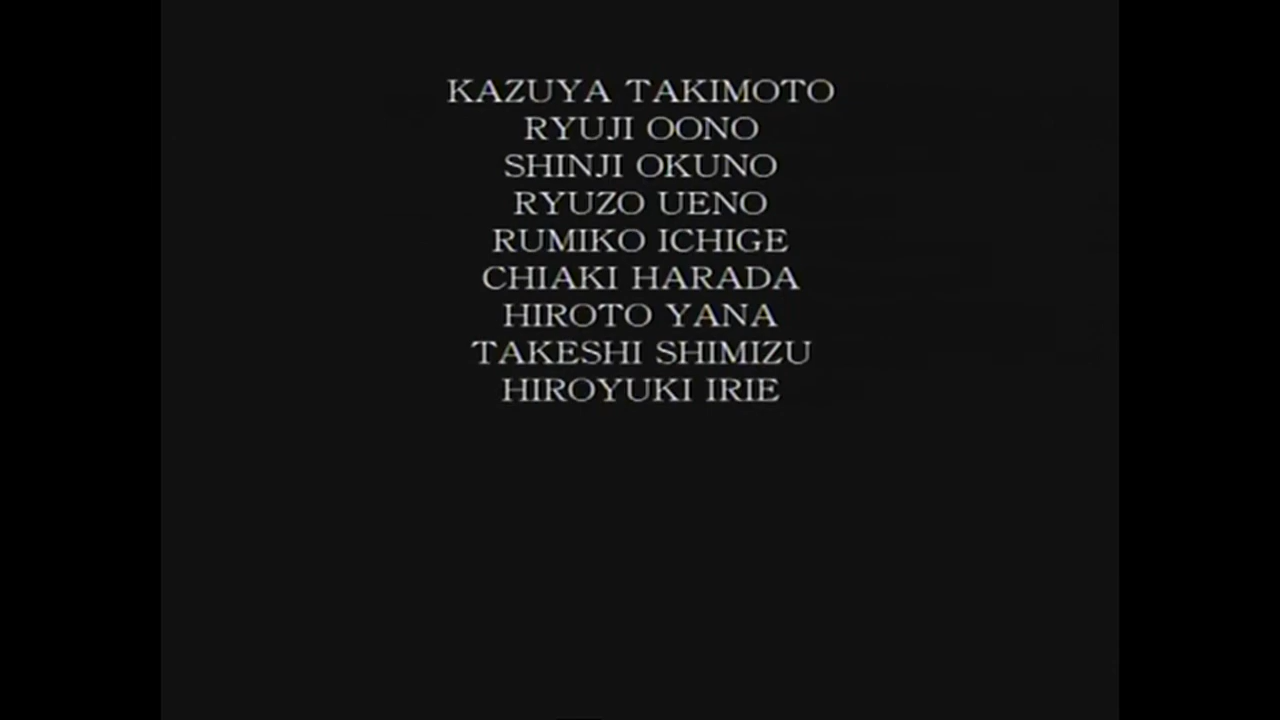 KAZUYA TAKIMOTO
RYUJI OONO
SHINJI OKUNO
RYUZO UENO
RUMIKO ICHIGE
CHIAKI HARADA
HIROTO YANA
TAKESHI SHIMIZU
HIROYUKI IRIE